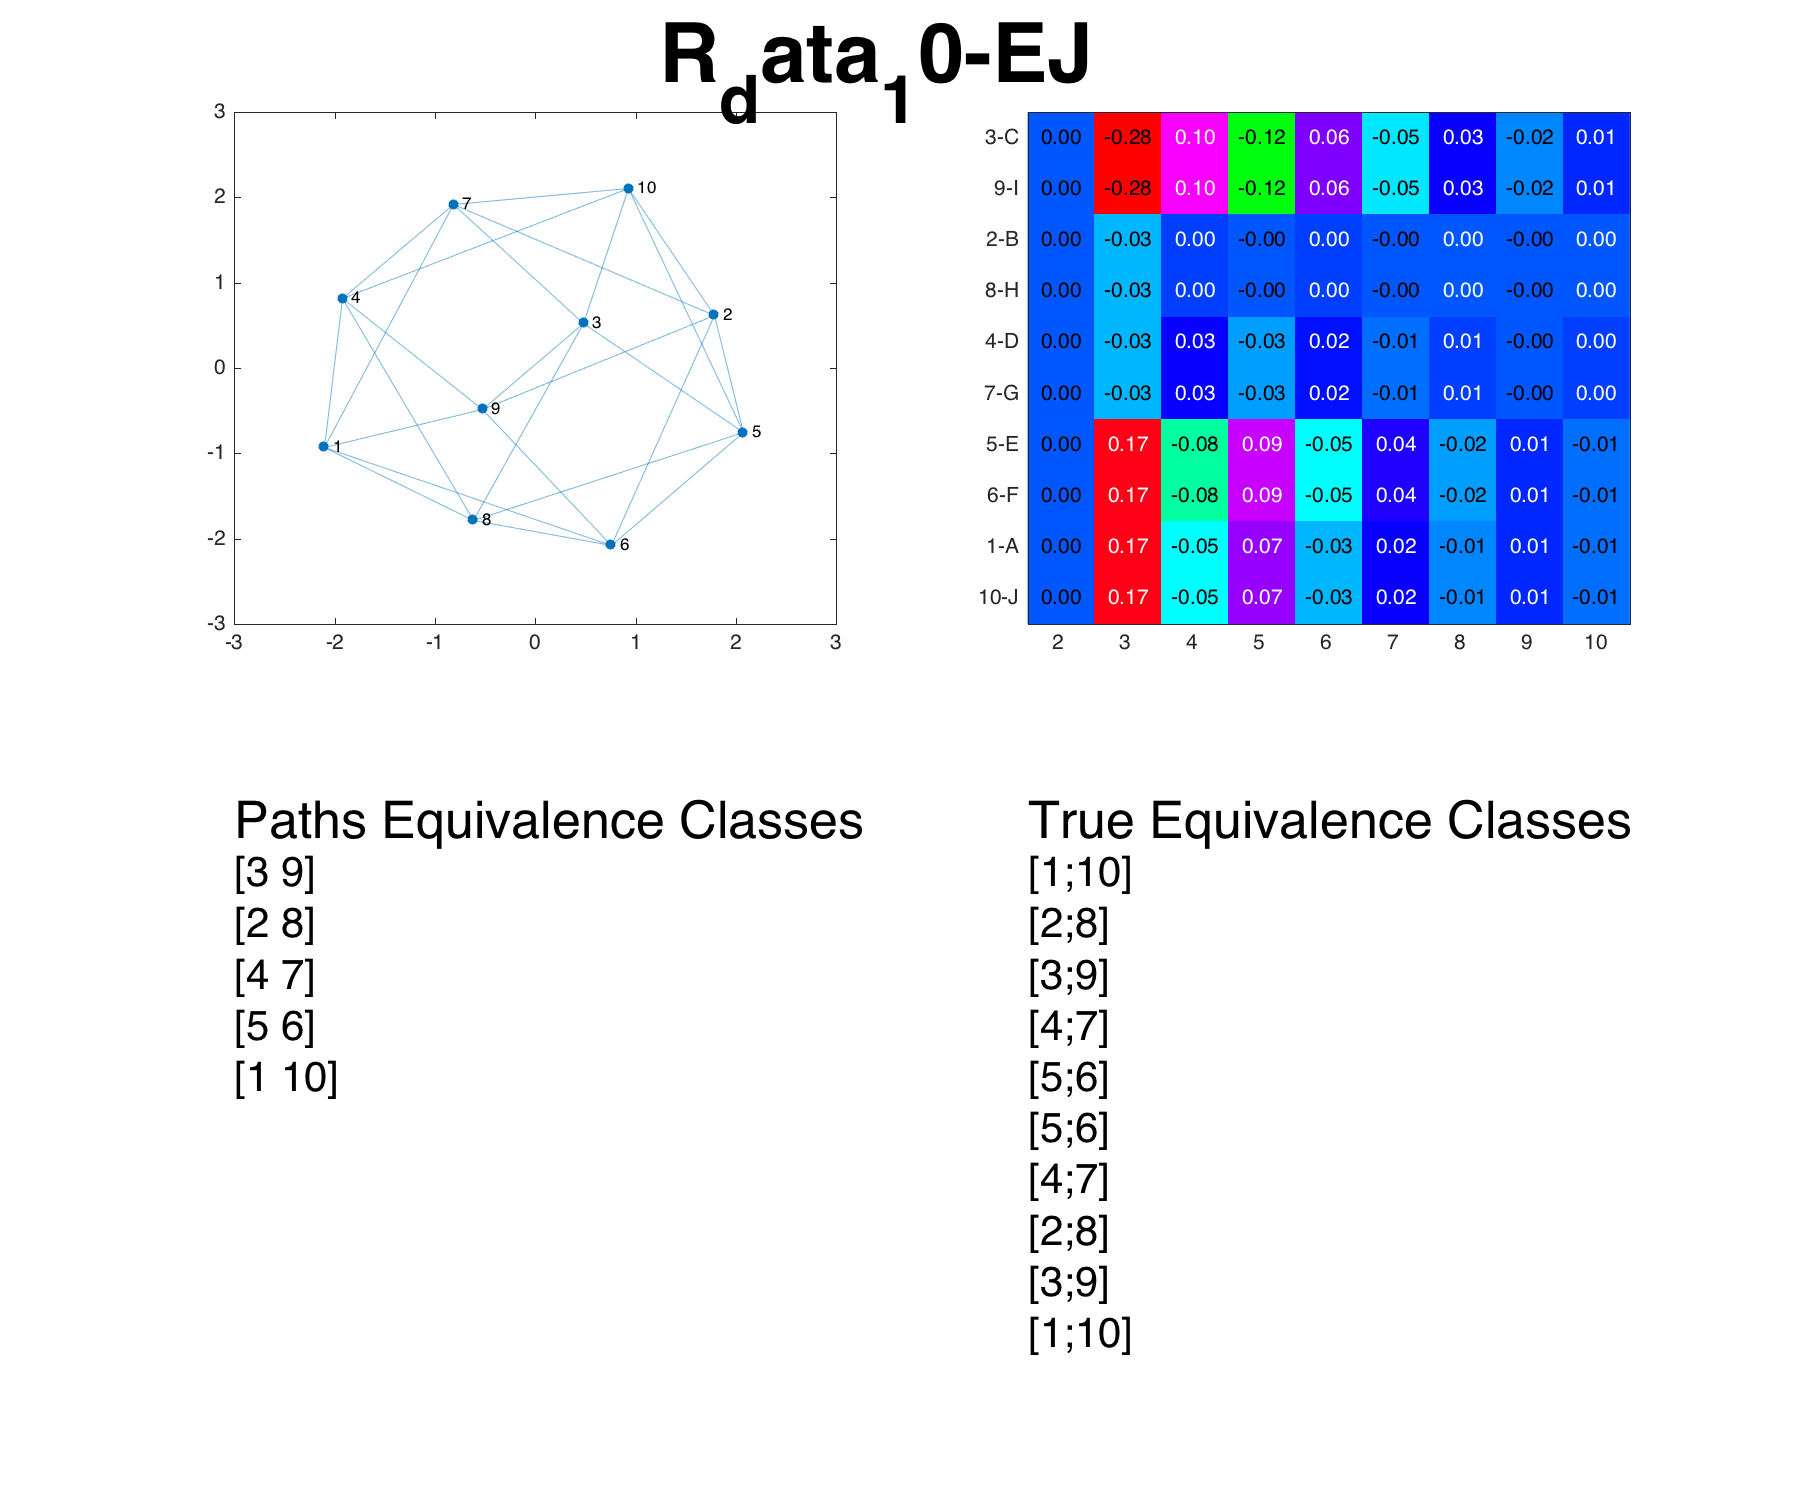 R_data_10-EJ
3
2
1
0
-1
-2
-3
-3 -2 -1 0 1 2 3
10
7
4
3
2
9
5
1
8
6
3-C 0.00 -0.28 0.10 -0.12 0.06 -0.05 0.03 -0.02 0.01
9-I 0.00 -0.28 0.10 -0.12 0.06 -0.05 0.03 -0.02 0.01
2-B 0.00 -0.03 0.00 -0.00 0.00 -0.00 0.00 -0.00 0.00
8-H 0.00 -0.03 0.00 -0.00 0.00 -0.00 0.00 -0.00 0.00
4-D 0.00 -0.03 0.03 -0.03 0.02 -0.01 0.01 -0.00 0.00
7-G 0.00 -0.03 0.03 -0.03 0.02 -0.01 0.01 -0.00 0.00
5-E 0.00 0.17 -0.08 0.09 -0.05 0.04 -0.02 0.01 -0.01
6-F 0.00 0.17 -0.08 0.09 -0.05 0.04 -0.02 0.01 -0.01
1-A 0.00 0.17 -0.05 0.07 -0.03 0.02 -0.01 0.01 -0.01
10-J 0.00 0.17 -0.05 0.07 -0.03 0.02 -0.01 0.01 -0.01
2 3 4 5 6 7 8 9 10
Paths Equivalence Classes
[3 9]
[2 8]
[4 7]
[5 6]
[1 10]
True Equivalence Classes
[1;10]
[2;8]
[3;9]
[4;7]
[5;6]
[5;6]
[4;7]
[2;8]
[3;9]
[1;10]